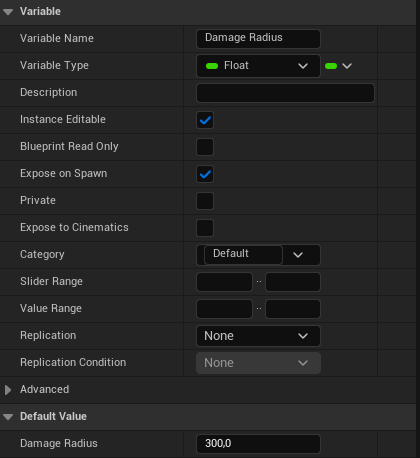 Variable
Variable Name Damage Radius
Variable Type Float
Description
Instance Editable
Blueprint Read Only
Expose on Spawn
Private
Expose to Cinematics
Category Default
Slider Range ..
Value Range ..
Replication None
Replication Condition None
Advanced
Default Value
Damage Radius 300,0